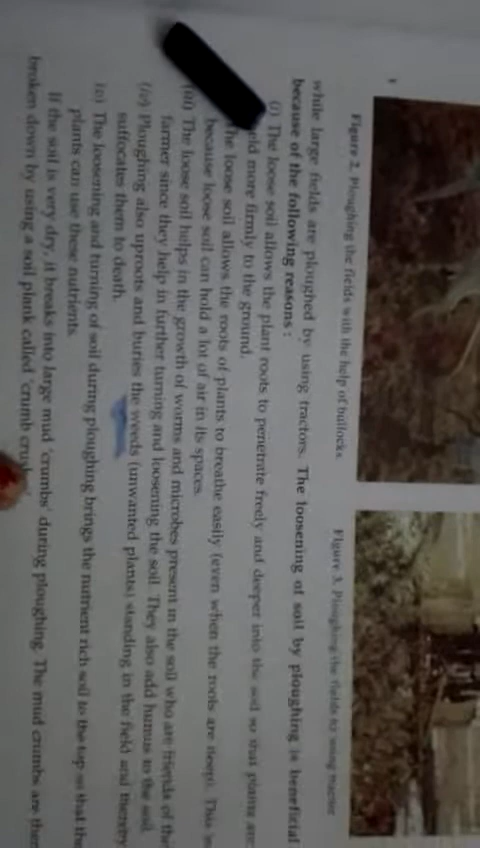 Figure 2. Ploughing the fields with the help of bullocks.
Figure 3. Ploughing the fields by using tractor
while large fields are ploughed by using tractors. The loosening of soil by ploughing is beneficial
because of the following reasons :
(i) The loose soil allows the plant roots to penetrate freely and deeper into the soil so that plants are
more firmly to the ground.
The loose soil allows the roots of plants to breathe easily (even when the roots are deep). This is
because loose soil can hold a lot of air in its spaces.
(iii) The loose soil helps in the growth of worms and microbes present in the soil who are friends of the
farmer since they help in further turning and loosening the soil. They also add humus to the soil.
(iv) Ploughing also uproots and buries the weeds (unwanted plants) standing in the field and thereby
suffocates them to death.
(v) The loosening and turning of soil during ploughing brings the nutrient rich soil to the top so that the
plants can use these nutrients.
If the soil is very dry, it breaks into large mud 'crumbs' during ploughing. The mud crumbs are then
broken down by using a soil plank called 'crumb